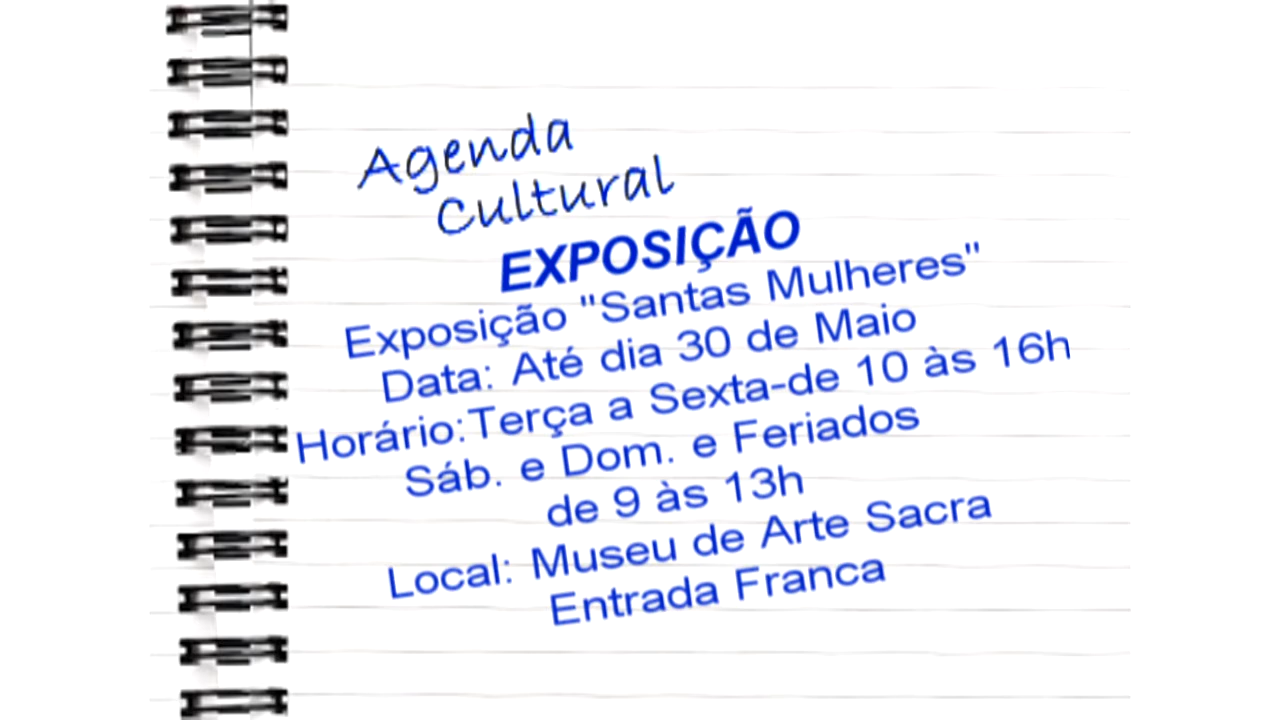 Agenda
Cultural
EXPOSIÇÃO
Exposição "Santas Mulheres"
Data: Até dia 30 de Maio
Horário:Terça a Sexta-de 10 às 16h
Sáb. e Dom. e Feriados
de 9 às 13h
Local: Museu de Arte Sacra
Entrada Franca